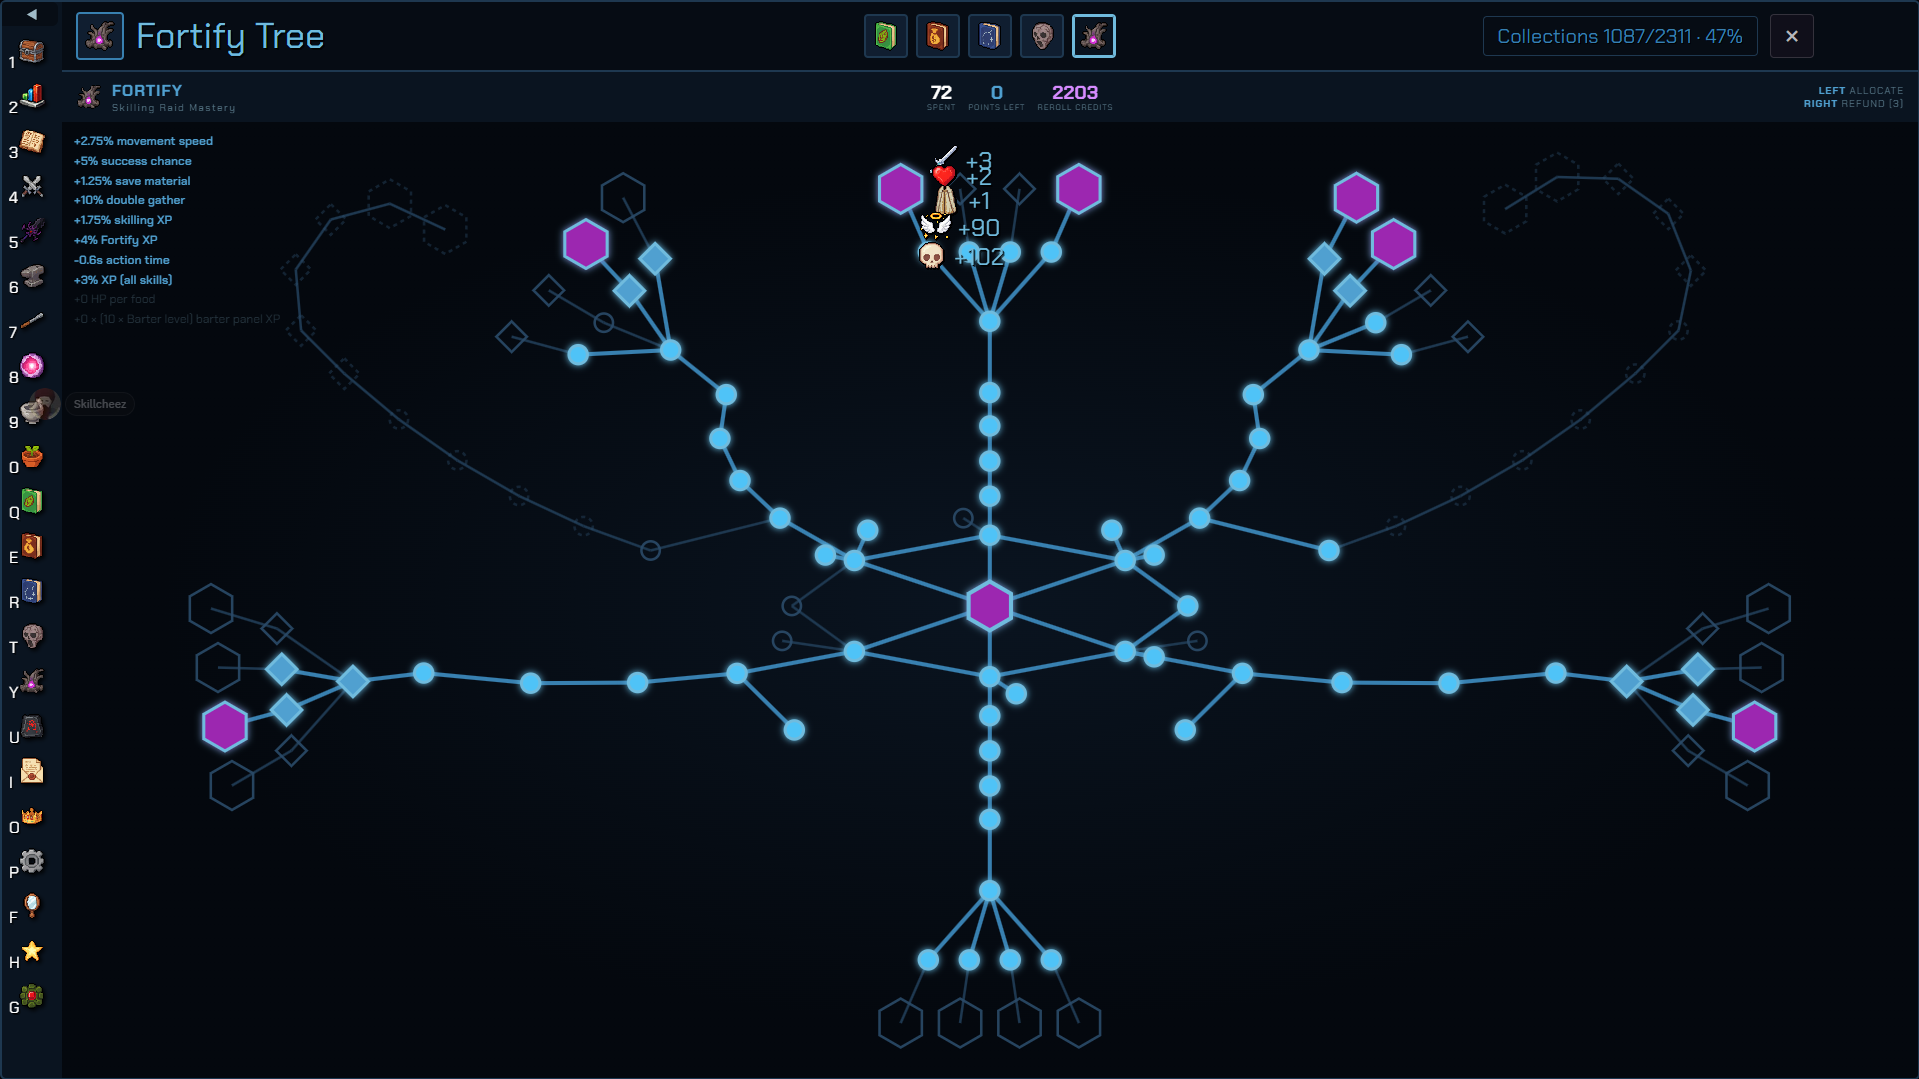 Fortify Tree
Collections 1087/2311 · 47%
×
FORTIFY
Skilling Raid Mastery
72
SPENT
0
POINTS LEFT
2203
REROLL CREDITS
LEFT ALLOCATE
RIGHT REFUND (3)
+2.75% movement speed
+5% success chance
+1.25% save material
+10% double gather
+1.75% skilling XP
+4% Fortify XP
-0.6s action time
+3% XP (all skills)
+0 HP per food
+0 × (10 × Barter level) barter panel XP
+3
+2
+1
+90
+102
Skillcheez
1
2
3
4
5
6
7
8
9
0
Q
E
R
T
Y
U
I
O
P
F
H
G